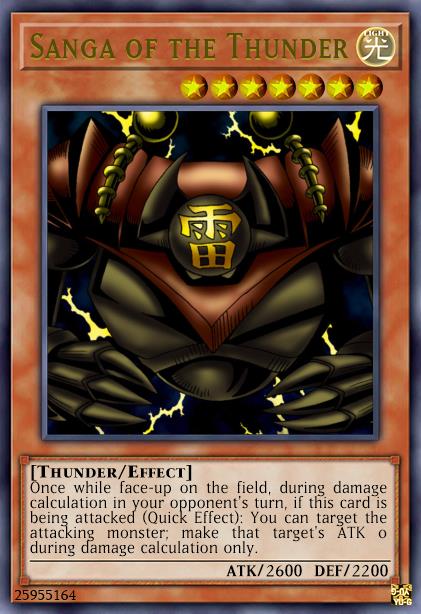 SANGA OF THE THUNDER
LIGHT
光
雷
[THUNDER/EFFECT]
Once while face-up on the field, during damage
calculation in your opponent's turn, if this card is
being attacked (Quick Effect): You can target the
attacking monster; make that target's ATK 0
during damage calculation only.
ATK/2600 DEF/2200
25955164